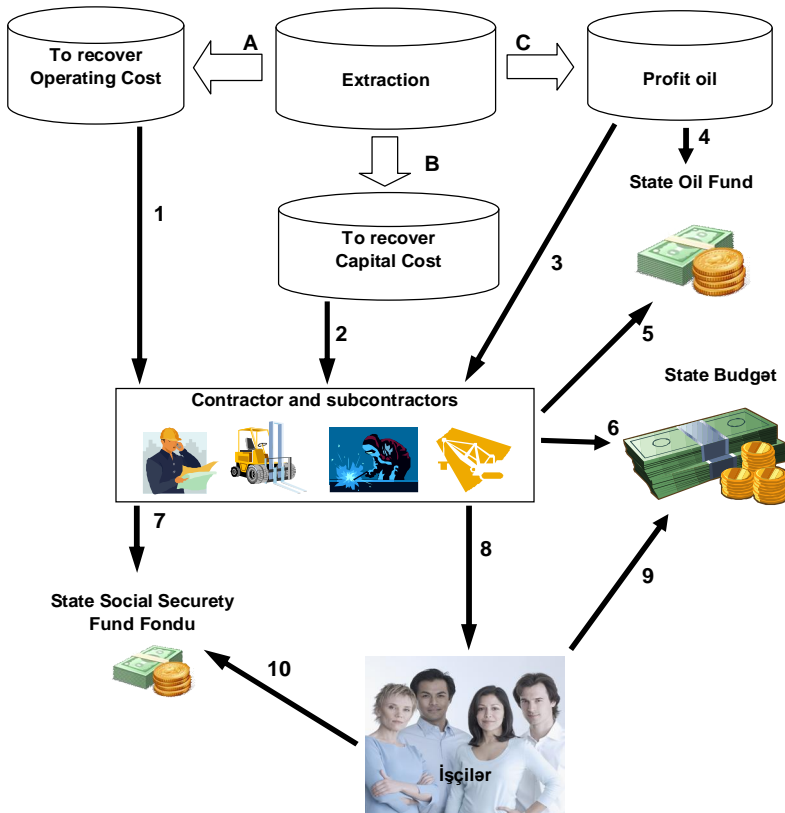 To recover
Operating Cost
A
Extraction
C
Profit oil
B
4
State Oil Fund
1
To recover
Capital Cost
3
2
5
State Budgət
Contractor and subcontractors
6
7
8
9
State Social Securety
Fund Fondu
10
İşçilər